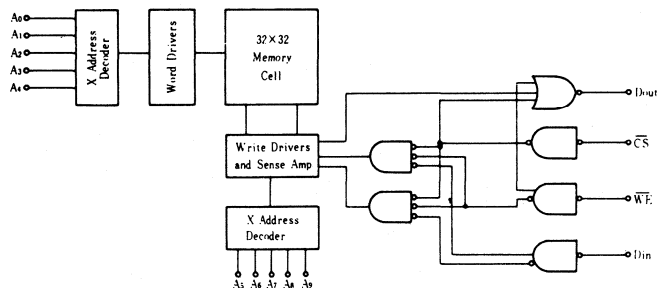 A0
A1
A2
A3
A4
X Address
Decoder
Word Drivers
32×32
Memory
Cell
Write Drivers
and Sense Amp
X Address
Decoder
A5 A6 A7 A8 A9
Dout
CS
WE
Din